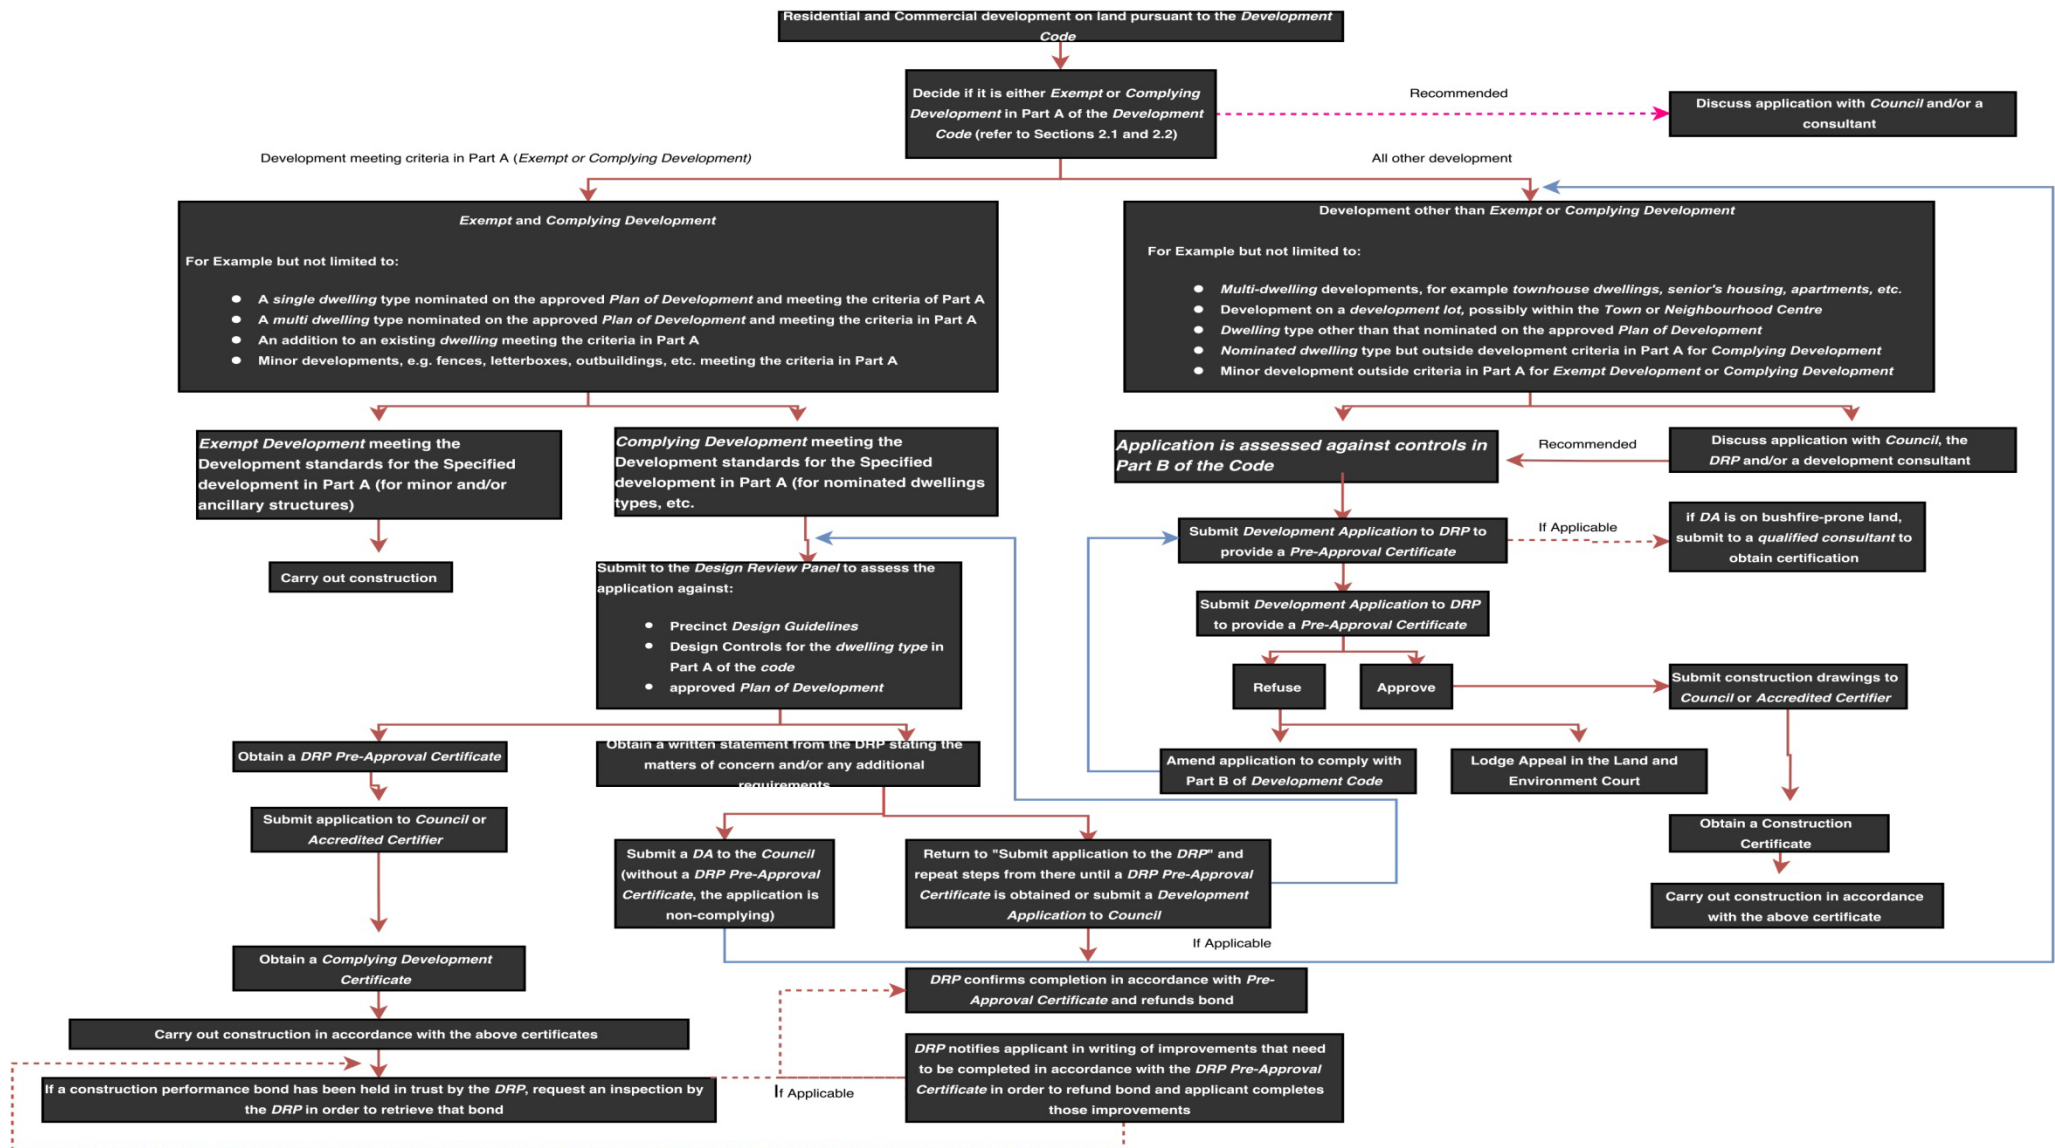 Residential and Commercial development on land pursuant to the Development
Code
Decide if it is either Exempt or Complying
Development in Part A of the Development
Code (refer to Sections 2.1 and 2.2)
Recommended
Discuss application with Council and/or a
consultant
Development meeting criteria in Part A (Exempt or Complying Development)
All other development
Exempt and Complying Development
For Example but not limited to:
● A single dwelling type nominated on the approved Plan of Development and meeting the criteria of Part A
● A multi dwelling type nominated on the approved Plan of Development and meeting the criteria in Part A
● An addition to an existing dwelling meeting the criteria in Part A
● Minor developments, e.g. fences, letterboxes, outbuildings, etc. meeting the criteria in Part A
Development other than Exempt or Complying Development
For Example but not limited to:
● Multi-dwelling developments, for example townhouse dwellings, senior's housing, apartments, etc.
● Development on a development lot, possibly within the Town or Neighbourhood Centre
● Dwelling type other than that nominated on the approved Plan of Development
● Nominated dwelling type but outside development criteria in Part A for Complying Development
● Minor development outside criteria in Part A for Exempt Development or Complying Development
Exempt Development meeting the
Development standards for the Specified
development in Part A (for minor and/or
ancillary structures)
Complying Development meeting the
Development standards for the Specified
development in Part A (for nominated dwellings
types, etc.
Application is assessed against controls in
Part B of the Code
Recommended
Discuss application with Council, the
DRP and/or a development consultant
Carry out construction
Submit to the Design Review Panel to assess the
application against:
● Precinct Design Guidelines
● Design Controls for the dwelling type in
Part A of the code
● approved Plan of Development
Submit Development Application to DRP to
provide a Pre-Approval Certificate
If Applicable
if DA is on bushfire-prone land,
submit to a qualified consultant to
obtain certification
Submit Development Application to DRP
to provide a Pre-Approval Certificate
Refuse
Approve
Submit construction drawings to
Council or Accredited Certifier
Obtain a DRP Pre-Approval Certificate
Obtain a written statement from the DRP stating the
matters of concern and/or any additional
requirements
Amend application to comply with
Part B of Development Code
Lodge Appeal in the Land and
Environment Court
Submit application to Council or
Accredited Certifier
Submit a DA to the Council
(without a DRP Pre-Approval
Certificate, the application is
non-complying)
Return to "Submit application to the DRP" and
repeat steps from there until a DRP Pre-Approval
Certificate is obtained or submit a Development
Application to Council
Obtain a Construction
Certificate
Carry out construction in accordance
with the above certificate
If Applicable
Obtain a Complying Development
Certificate
DRP confirms completion in accordance with Pre-
Approval Certificate and refunds bond
Carry out construction in accordance with the above certificates
If a construction performance bond has been held in trust by the DRP, request an inspection by
the DRP in order to retrieve that bond
If Applicable
DRP notifies applicant in writing of improvements that need
to be completed in accordance with the DRP Pre-Approval
Certificate in order to refund bond and applicant completes
those improvements